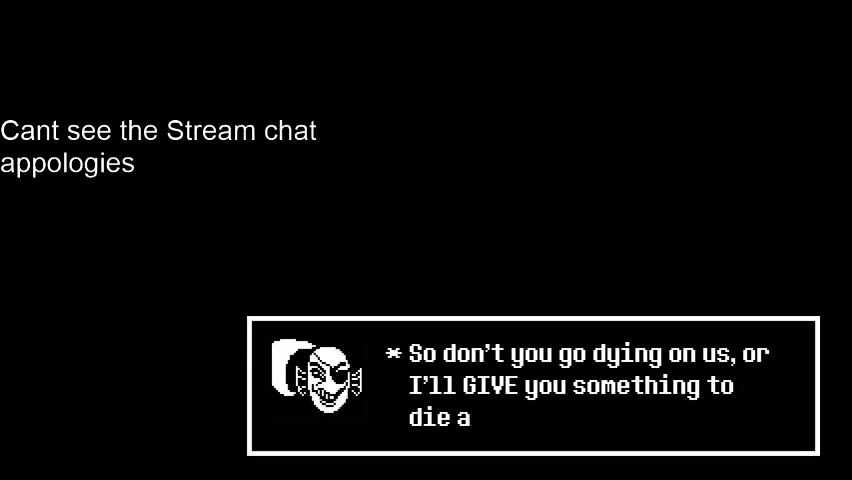 Cant see the Stream chat
appologies
* So don't you go dying on us, or
I'll GIVE you something to
die a